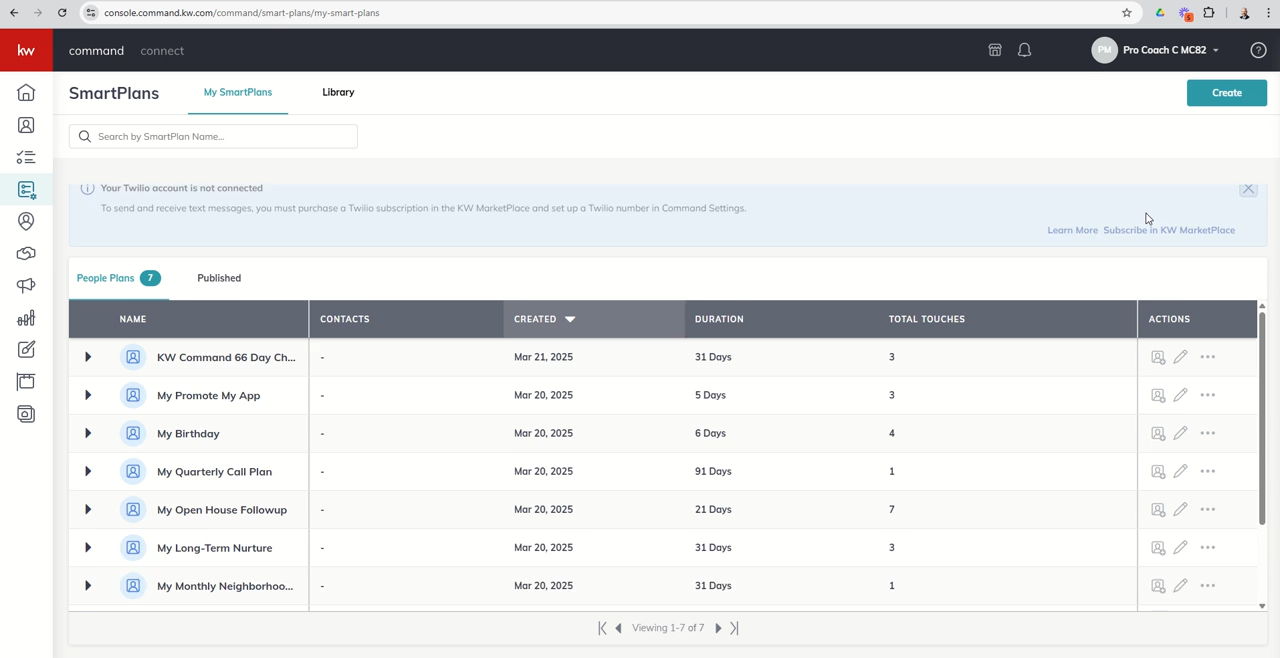 console.command.kw.com/command/smart-plans/my-smart-plans
5
kw
command
connect
PM
Pro Coach C MC82
SmartPlans
My SmartPlans
Library
Create
Search by SmartPlan Name...
Your Twilio account is not connected
To send and receive text messages, you must purchase a Twilio subscription in the KW MarketPlace and set up a Twilio number in Command Settings.
Learn More Subscribe in KW MarketPlace
People Plans 7 Published
NAME CONTACTS CREATED DURATION TOTAL TOUCHES ACTIONS
KW Command 66 Day Ch... - Mar 21, 2025 31 Days 3
My Promote My App - Mar 20, 2025 5 Days 3
My Birthday - Mar 20, 2025 6 Days 4
My Quarterly Call Plan - Mar 20, 2025 91 Days 1
My Open House Followup - Mar 20, 2025 21 Days 7
My Long-Term Nurture - Mar 20, 2025 31 Days 3
My Monthly Neighborhoo... - Mar 20, 2025 31 Days 1
Viewing 1-7 of 7